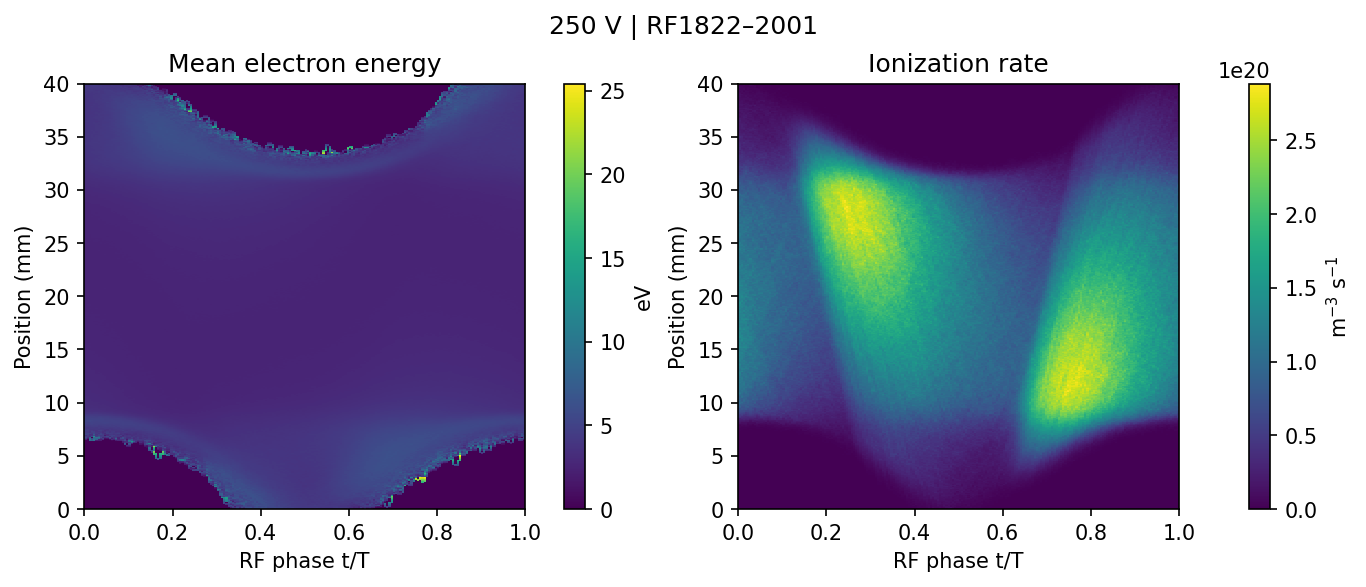 250 V | RF1822–2001
Mean electron energy
Position (mm)
40
35
30
25
20
15
10
5
0
0.0 0.2 0.4 0.6 0.8 1.0
RF phase t/T
25
20
15
10
5
0
eV
Ionization rate
Position (mm)
40
35
30
25
20
15
10
5
0
0.0 0.2 0.4 0.6 0.8 1.0
RF phase t/T
1e20
2.5
2.0
1.5
1.0
0.5
0.0
m⁻³ s⁻¹